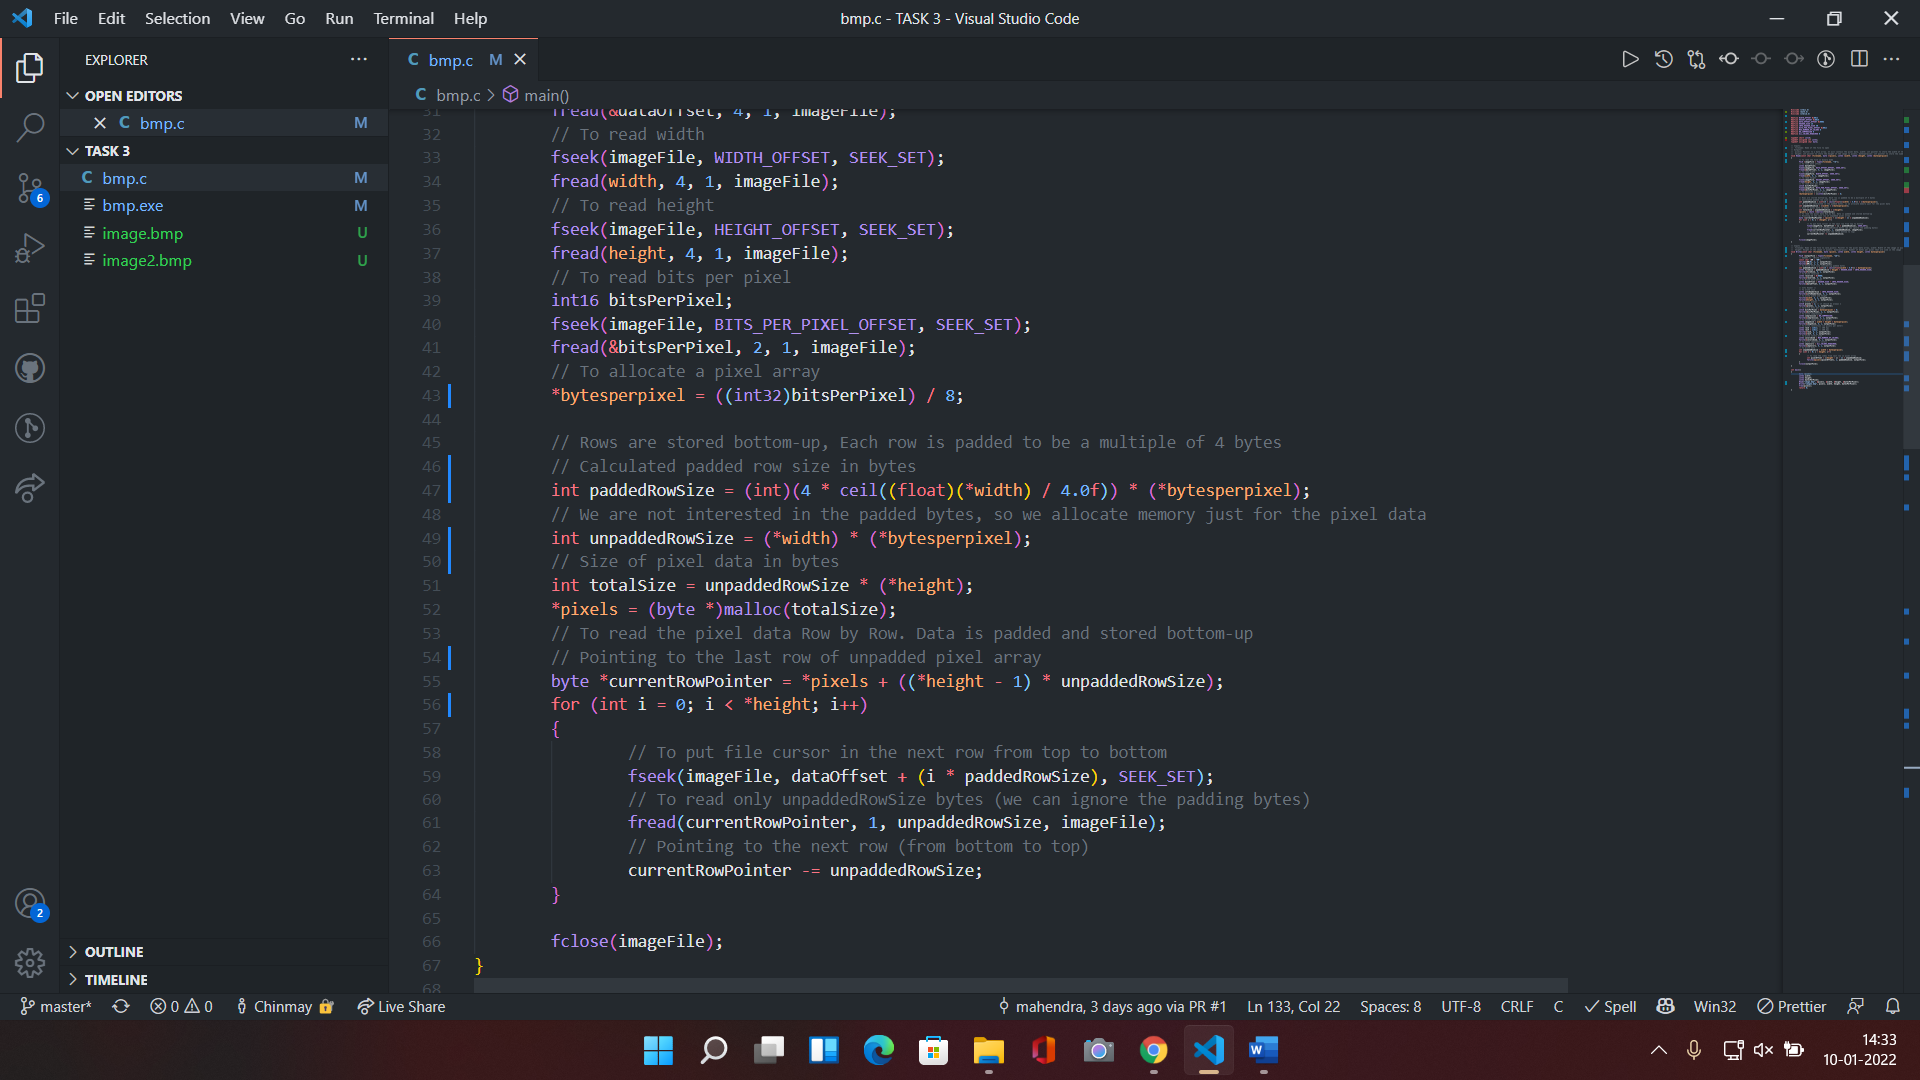 File Edit Selection View Go Run Terminal Help
bmp.c - TASK 3 - Visual Studio Code
EXPLORER
OPEN EDITORS
C bmp.c M
TASK 3
C bmp.c M
bmp.exe M
image.bmp U
image2.bmp U
OUTLINE
TIMELINE
6
2
C bmp.c M
C bmp.c > main()
31 fread(&dataOffset, 4, 1, imageFile);
32 // To read width
33 fseek(imageFile, WIDTH_OFFSET, SEEK_SET);
34 fread(width, 4, 1, imageFile);
35 // To read height
36 fseek(imageFile, HEIGHT_OFFSET, SEEK_SET);
37 fread(height, 4, 1, imageFile);
38 // To read bits per pixel
39 int16 bitsPerPixel;
40 fseek(imageFile, BITS_PER_PIXEL_OFFSET, SEEK_SET);
41 fread(&bitsPerPixel, 2, 1, imageFile);
42 // To allocate a pixel array
43 *bytesperpixel = ((int32)bitsPerPixel) / 8;
44
45 // Rows are stored bottom-up, Each row is padded to be a multiple of 4 bytes
46 // Calculated padded row size in bytes
47 int paddedRowSize = (int)(4 * ceil((float)(*width) / 4.0f)) * (*bytesperpixel);
48 // We are not interested in the padded bytes, so we allocate memory just for the pixel data
49 int unpaddedRowSize = (*width) * (*bytesperpixel);
50 // Size of pixel data in bytes
51 int totalSize = unpaddedRowSize * (*height);
52 *pixels = (byte *)malloc(totalSize);
53 // To read the pixel data Row by Row. Data is padded and stored bottom-up
54 // Pointing to the last row of unpadded pixel array
55 byte *currentRowPointer = *pixels + ((*height - 1) * unpaddedRowSize);
56 for (int i = 0; i < *height; i++)
57 {
58 // To put file cursor in the next row from top to bottom
59 fseek(imageFile, dataOffset + (i * paddedRowSize), SEEK_SET);
60 // To read only unpaddedRowSize bytes (we can ignore the padding bytes)
61 fread(currentRowPointer, 1, unpaddedRowSize, imageFile);
62 // Pointing to the next row (from bottom to top)
63 currentRowPointer -= unpaddedRowSize;
64 }
65
66 fclose(imageFile);
67 }
68
master* 0 0 Chinmay Live Share mahendra, 3 days ago via PR #1 Ln 133, Col 22 Spaces: 8 UTF-8 CRLF C Spell Win32 Prettier
W
14:33
10-01-2022